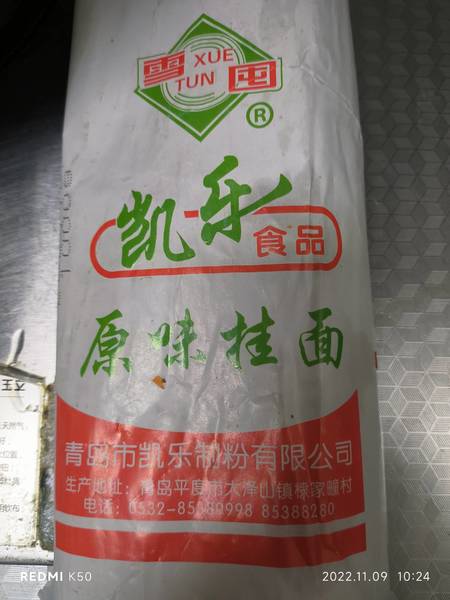 雪 XUE TUN 囤
®
凯乐食品
原味挂面
青岛市凯乐制粉有限公司
生产地址：青岛平度市大泽山镇
电话：0532-85389998 85388280
REDMI K50
2022.11.09 10:24